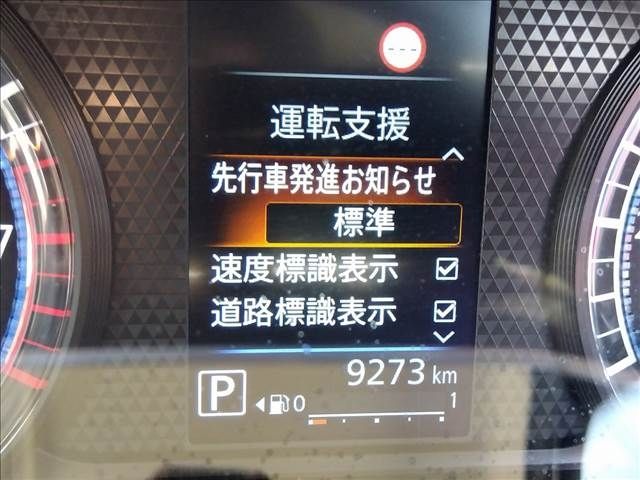 ---
運転支援
先行車発進お知らせ
標準
速度標識表示
道路標識表示
9273 km
P
0 1
7